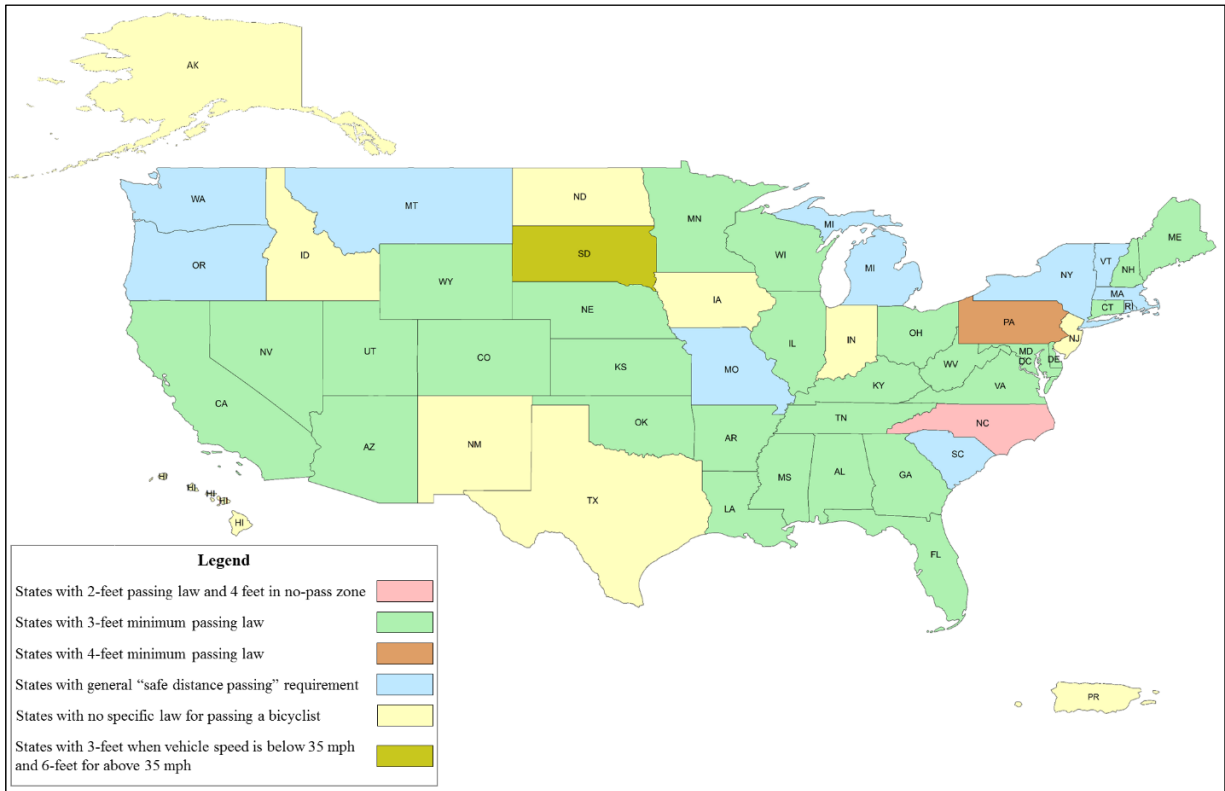 AK
WA
MT
ND
MN
ME
MI
OR
ID
SD
WI
MI
NY
VT
NH
WY
MA
IA
CT
RI
NE
PA
NV
UT
IL
IN
OH
NJ
CO
MD
DE
KS
MO
WV
DC
CA
KY
VA
OK
TN
NC
AZ
NM
AR
SC
MS
AL
GA
HI
HI
HI
HI
TX
LA
HI
FL
Legend
States with 2-feet passing law and 4 feet in no-pass zone
States with 3-feet minimum passing law
States with 4-feet minimum passing law
States with general “safe distance passing” requirement
States with no specific law for passing a bicyclist
States with 3-feet when vehicle speed is below 35 mph
and 6-feet for above 35 mph
PR